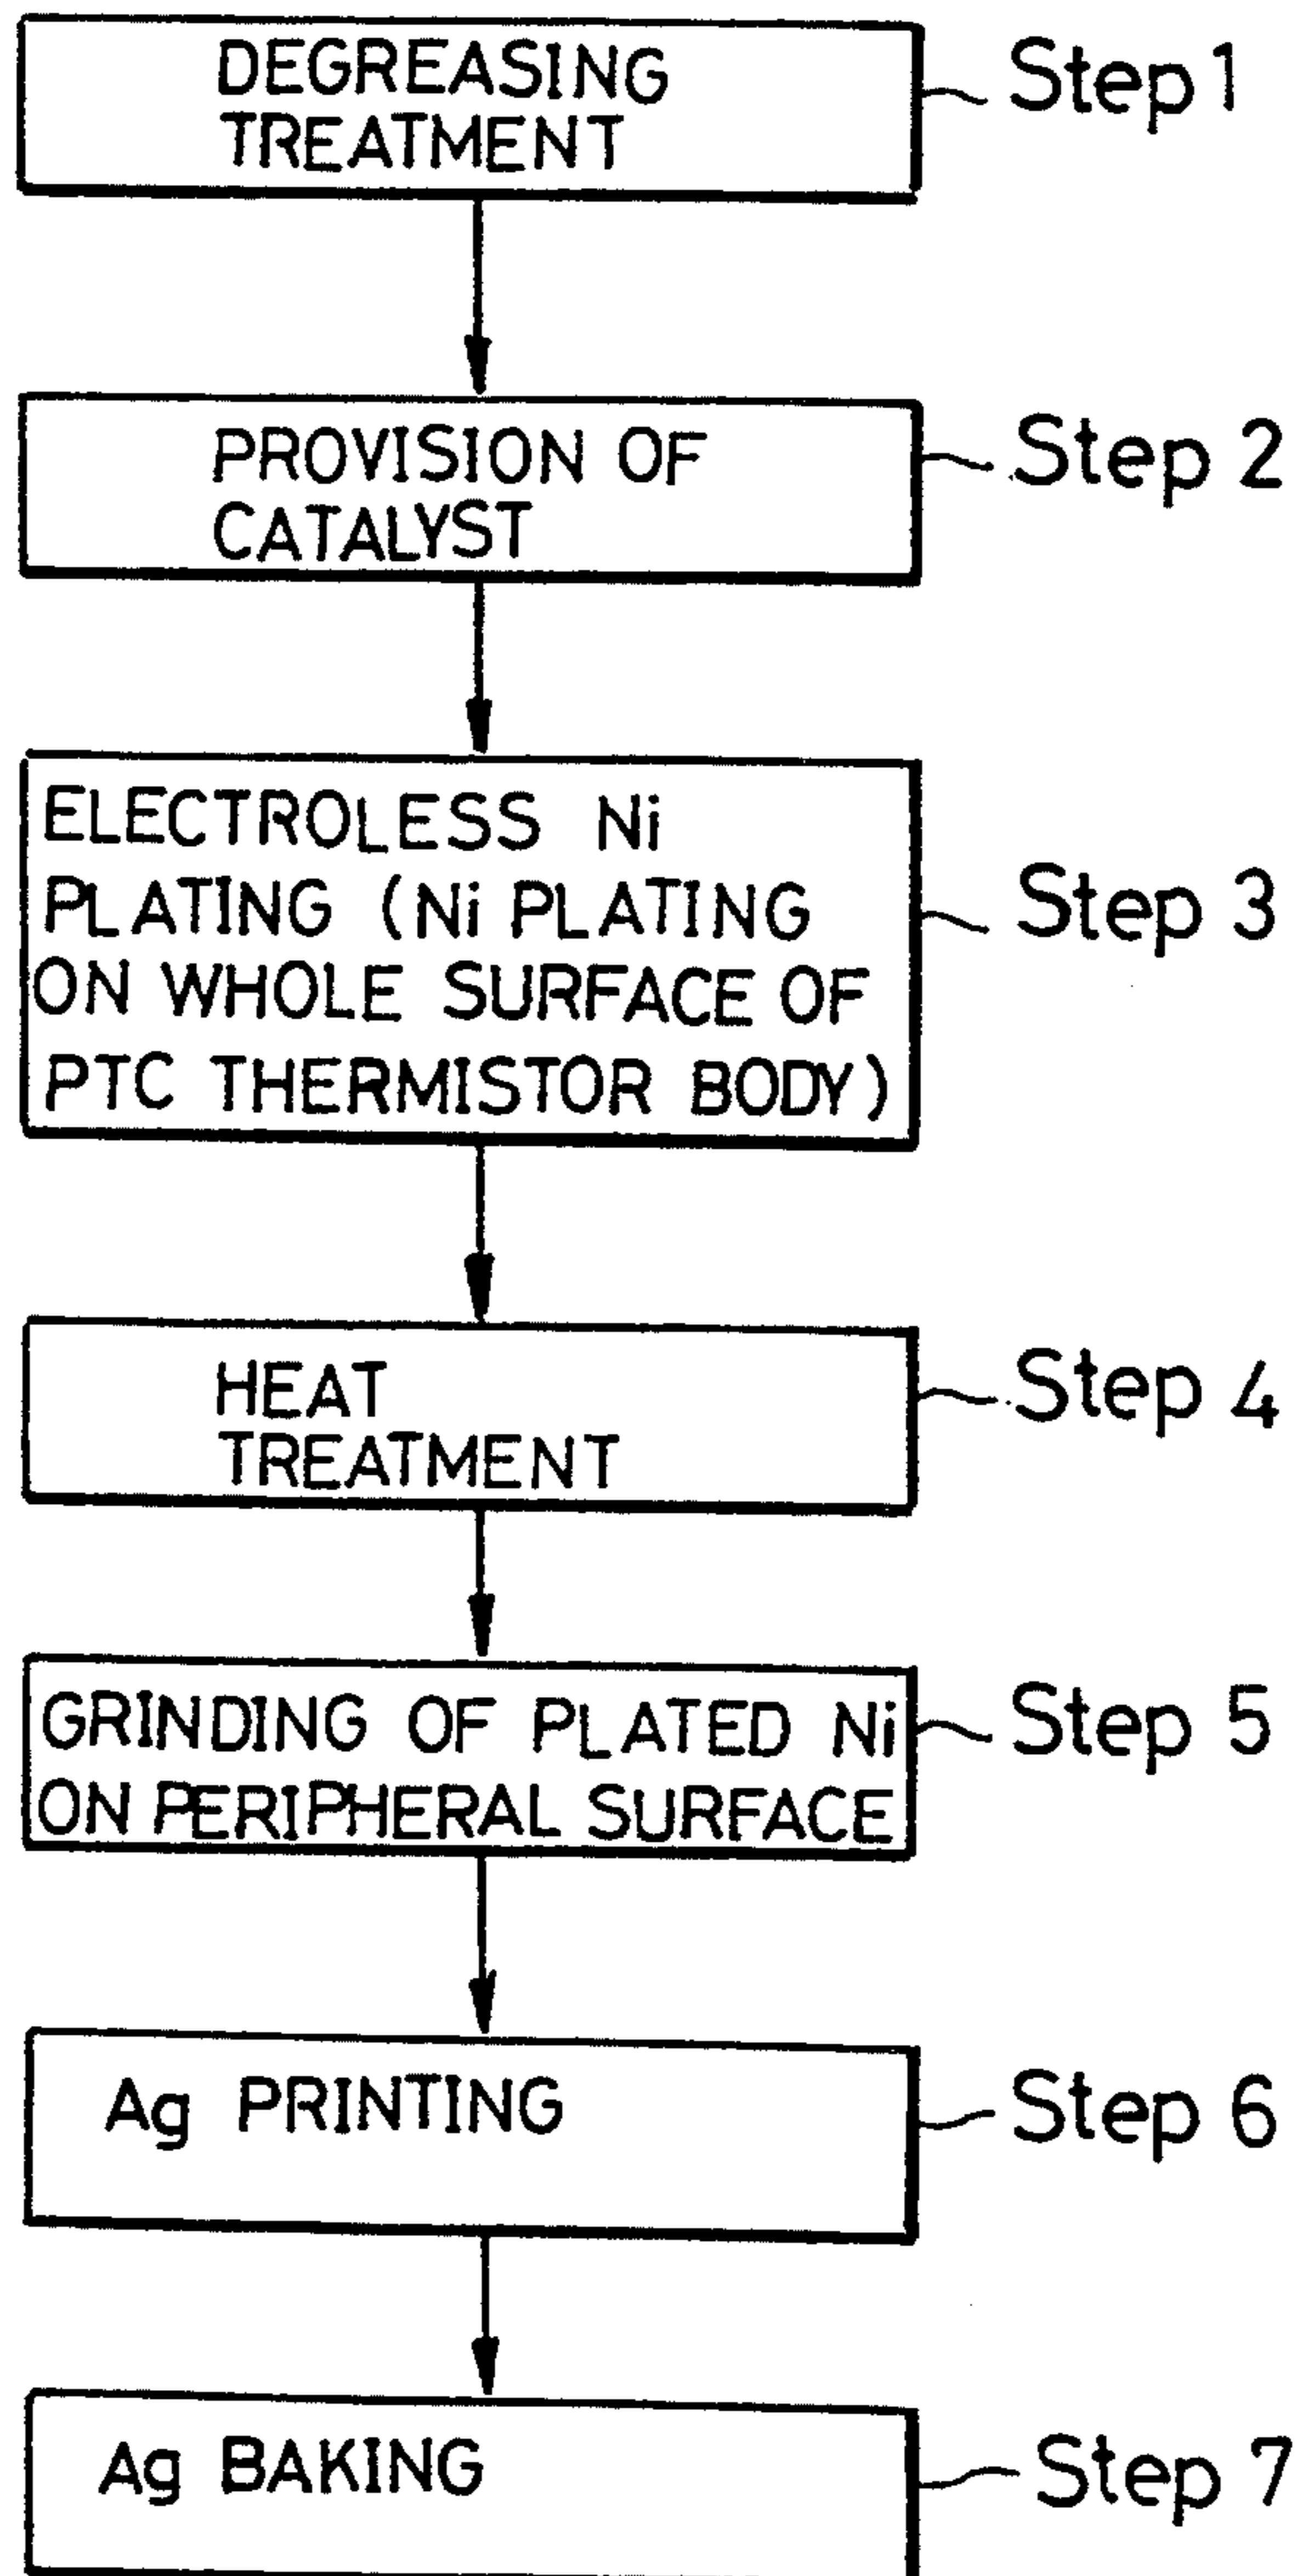 DEGREASING
TREATMENT
Step 1
PROVISION OF
CATALYST
Step 2
ELECTROLESS Ni
PLATING (Ni PLATING
ON WHOLE SURFACE OF
PTC THERMISTOR BODY)
Step 3
HEAT
TREATMENT
Step 4
GRINDING OF PLATED Ni
ON PERIPHERAL SURFACE
Step 5
Ag PRINTING
Step 6
Ag BAKING
Step 7